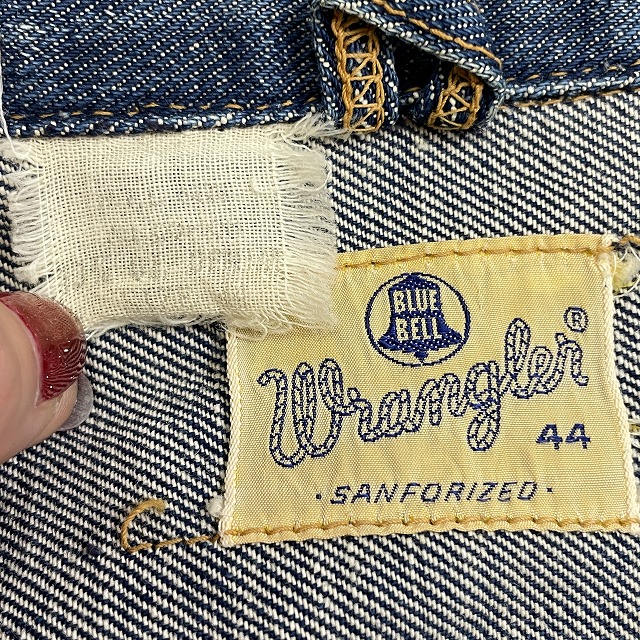 BLUE
BELL
Wrangler®
44
· SANFORIZED ·